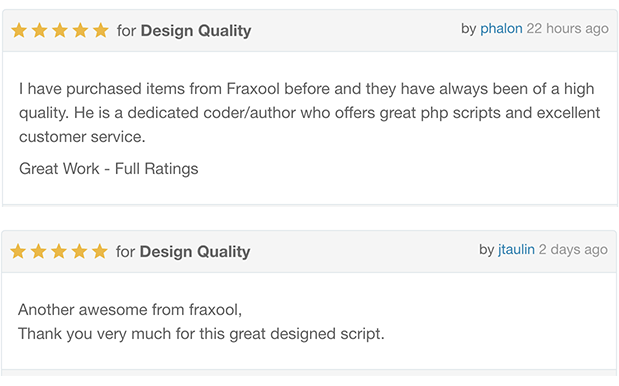 for Design Quality by phalon 22 hours ago
I have purchased items from Fraxool before and they have always been of a high
quality. He is a dedicated coder/author who offers great php scripts and excellent
customer service.
Great Work - Full Ratings
for Design Quality by jtaulin 2 days ago
Another awesome from fraxool,
Thank you very much for this great designed script.